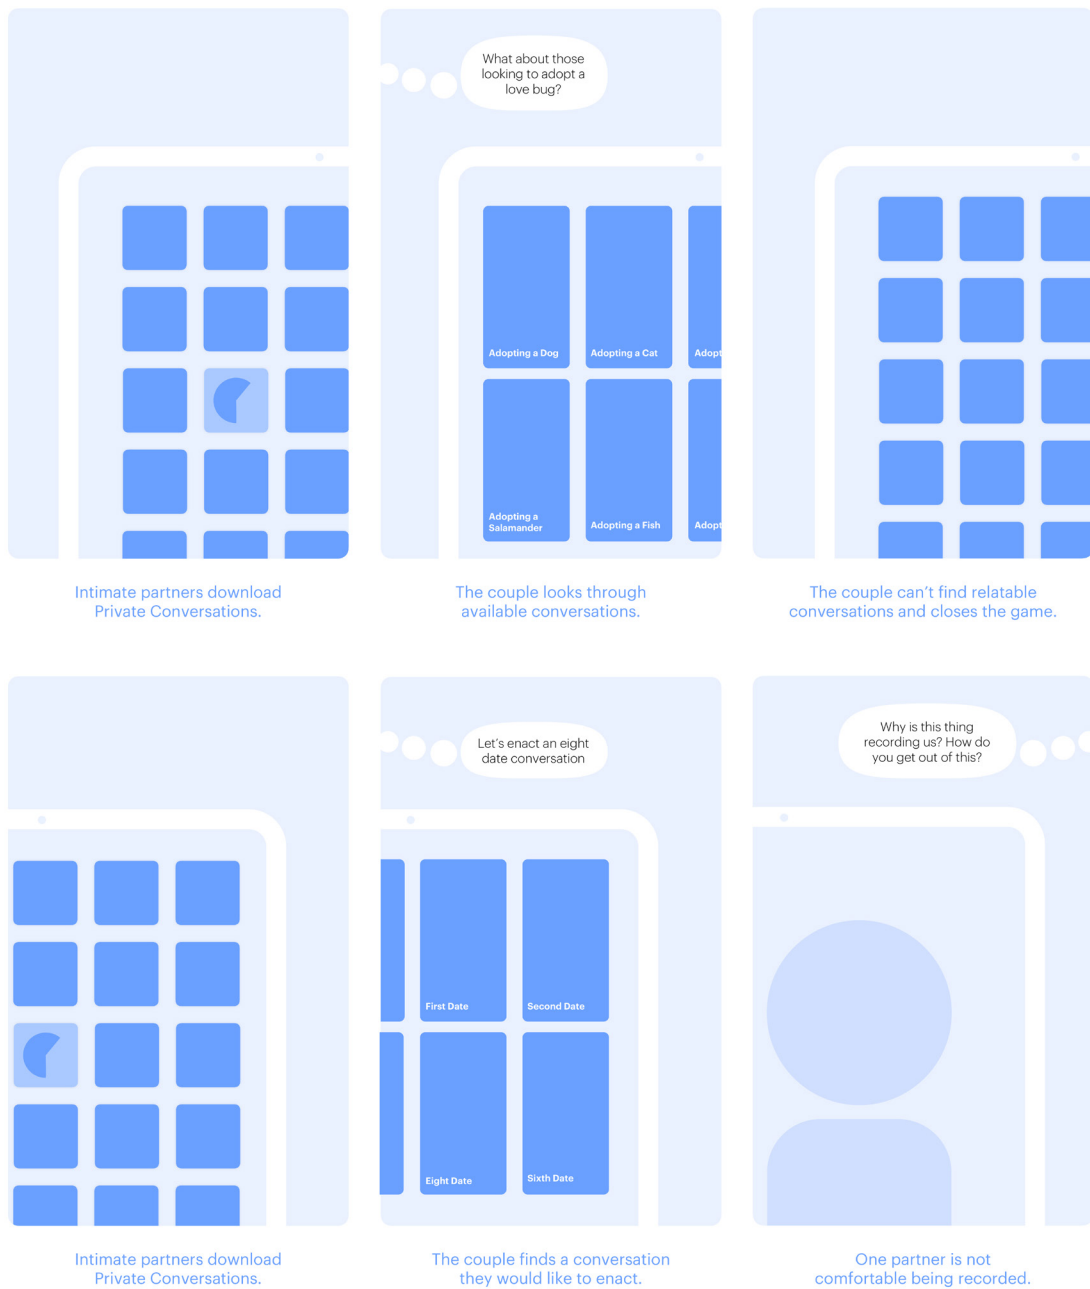 What about those
looking to adopt a
love bug?
Adopting a Dog
Adopting a Cat
Adopt
Adopting a
Salamander
Adopting a Fish
Adopt
Intimate partners download
Private Conversations.
The couple looks through
available conversations.
The couple can't find relatable
conversations and closes the game.
Let's enact an eight
date conversation
Why is this thing
recording us? How do
you get out of this?
First Date
Second Date
Eight Date
Sixth Date
Intimate partners download
Private Conversations.
The couple finds a conversation
they would like to enact.
One partner is not
comfortable being recorded.